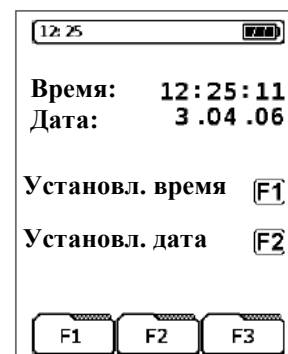 12:25
Время: 12:25:11
Дата: 3.04.06
Установл. время F1
Установл. дата F2
F1 F2 F3